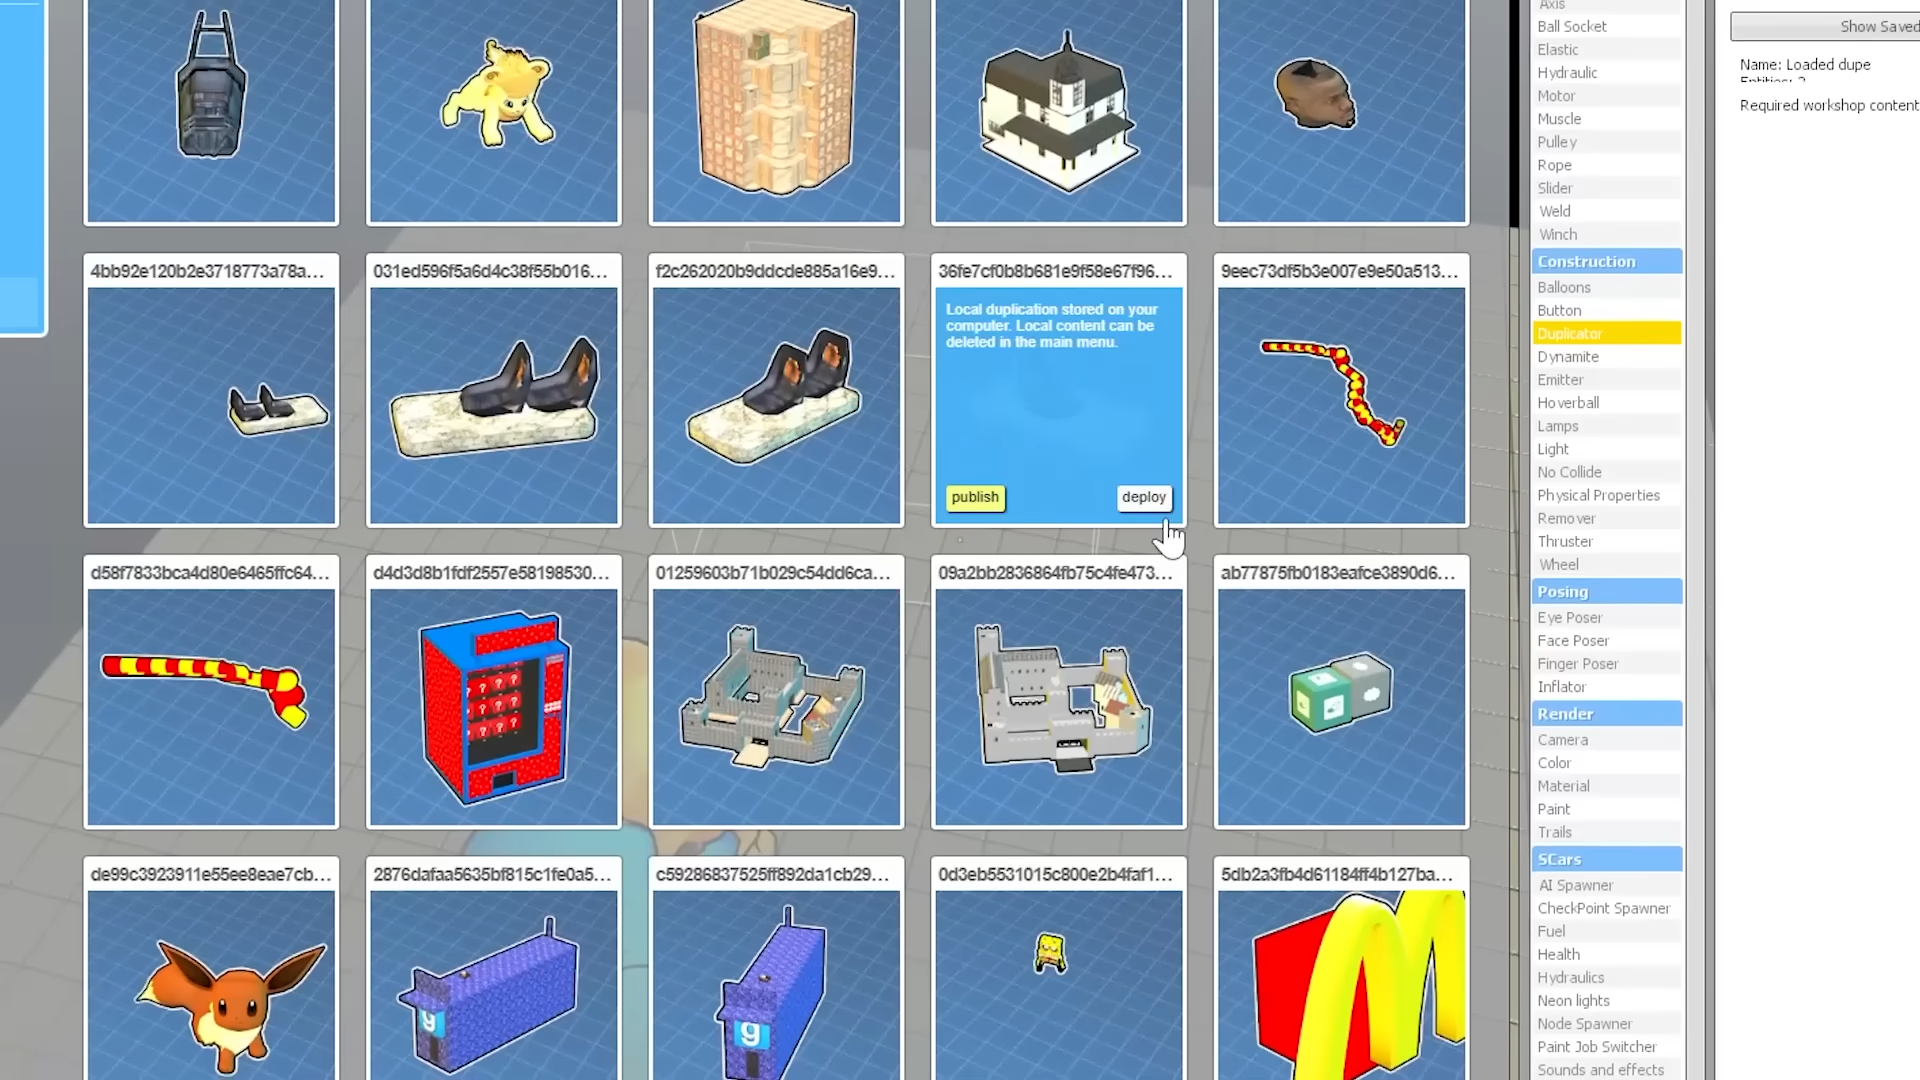 4bb92e120b2e3718773a78a...
031ed596f5a6d4c38f55b016...
f2c262020b9ddcde885a16e9...
36fe7cf0b8b681e9f58e67f96...
9eec73df5b3e007e9e50a513...
Local duplication stored on your
computer. Local content can be
deleted in the main menu.
publish
deploy
d58f7833bca4d80e6465ffc64...
d4d3d8b1fdf2557e58198530...
01259603b71b029c54dd6ca...
09a2bb2836864fb75c4fe473...
ab77875fb0183eafce3890d6...
? ? ?
? ? ?
? ? ?
de99c3923911e55ee8eae7cb...
2876dafaa5635bf815c1fe0a5...
c59286837525ff892da1cb29...
0d3eb5531015c800e2b4faf1...
5db2a3fb4d61184ff4b127ba...
g
g
Axis
Ball Socket
Elastic
Hydraulic
Motor
Muscle
Pulley
Rope
Slider
Weld
Winch
Construction
Balloons
Button
Duplicator
Dynamite
Emitter
Hoverball
Lamps
Light
No Collide
Physical Properties
Remover
Thruster
Wheel
Posing
Eye Poser
Face Poser
Finger Poser
Inflator
Render
Camera
Color
Material
Paint
Trails
SCars
AI Spawner
CheckPoint Spawner
Fuel
Health
Hydraulics
Neon lights
Node Spawner
Paint Job Switcher
Sounds and effects
Show Saved
Name: Loaded dupe
Required workshop content